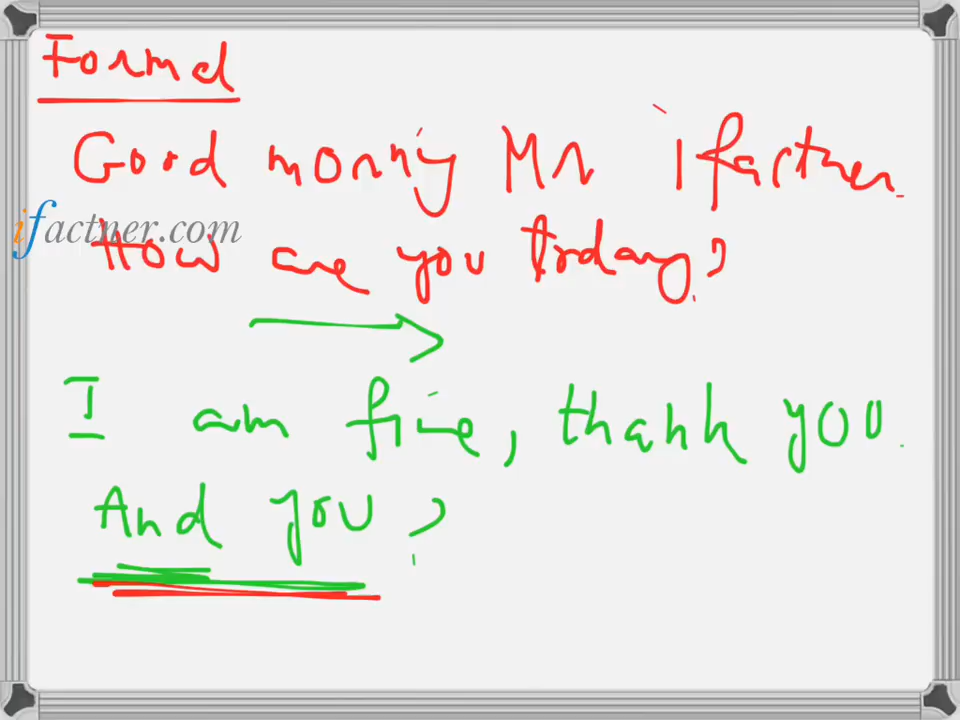 Formal
Good morning Mr ifactner.
ifactner.com
How are you today?
I am fine, thank you.
And you?